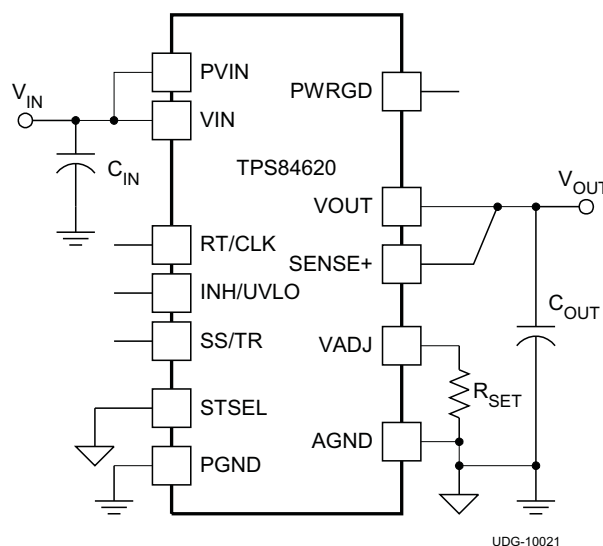 PVIN
PWRGD
V_IN
VIN
TPS84620
C_IN
V_OUT
VOUT
RT/CLK
SENSE+
INH/UVLO
C_OUT
SS/TR
VADJ
R_SET
STSEL
AGND
PGND
UDG-10021